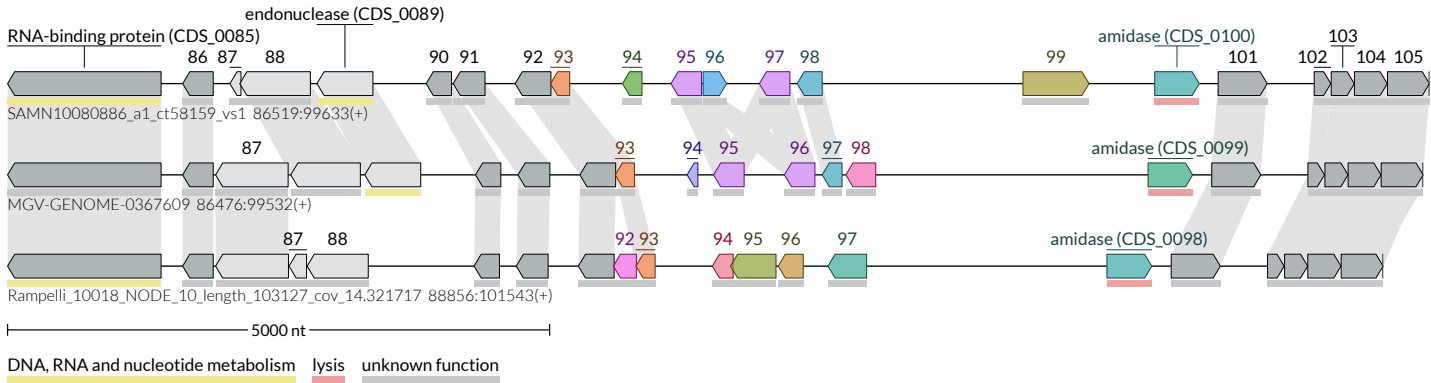 endonuclease (CDS_0089)
RNA-binding protein (CDS_0085) amidase (CDS_0100) 103
86 87 88 90 91 92 93 94 95 96 97 98 99 101 102 104 105
SAMN10080886_a1_ct58159_vs1 86519:99633(+)
87 93 94 95 96 97 98 amidase (CDS_0099)
MGV-GENOME-0367609 86476:99532(+)
87 88 92 93 94 95 96 97 amidase (CDS_0098)
Rampelli_10018_NODE_10_length_103127_cov_14.321717 88856:101543(+)
5000 nt
DNA, RNA and nucleotide metabolism lysis unknown function